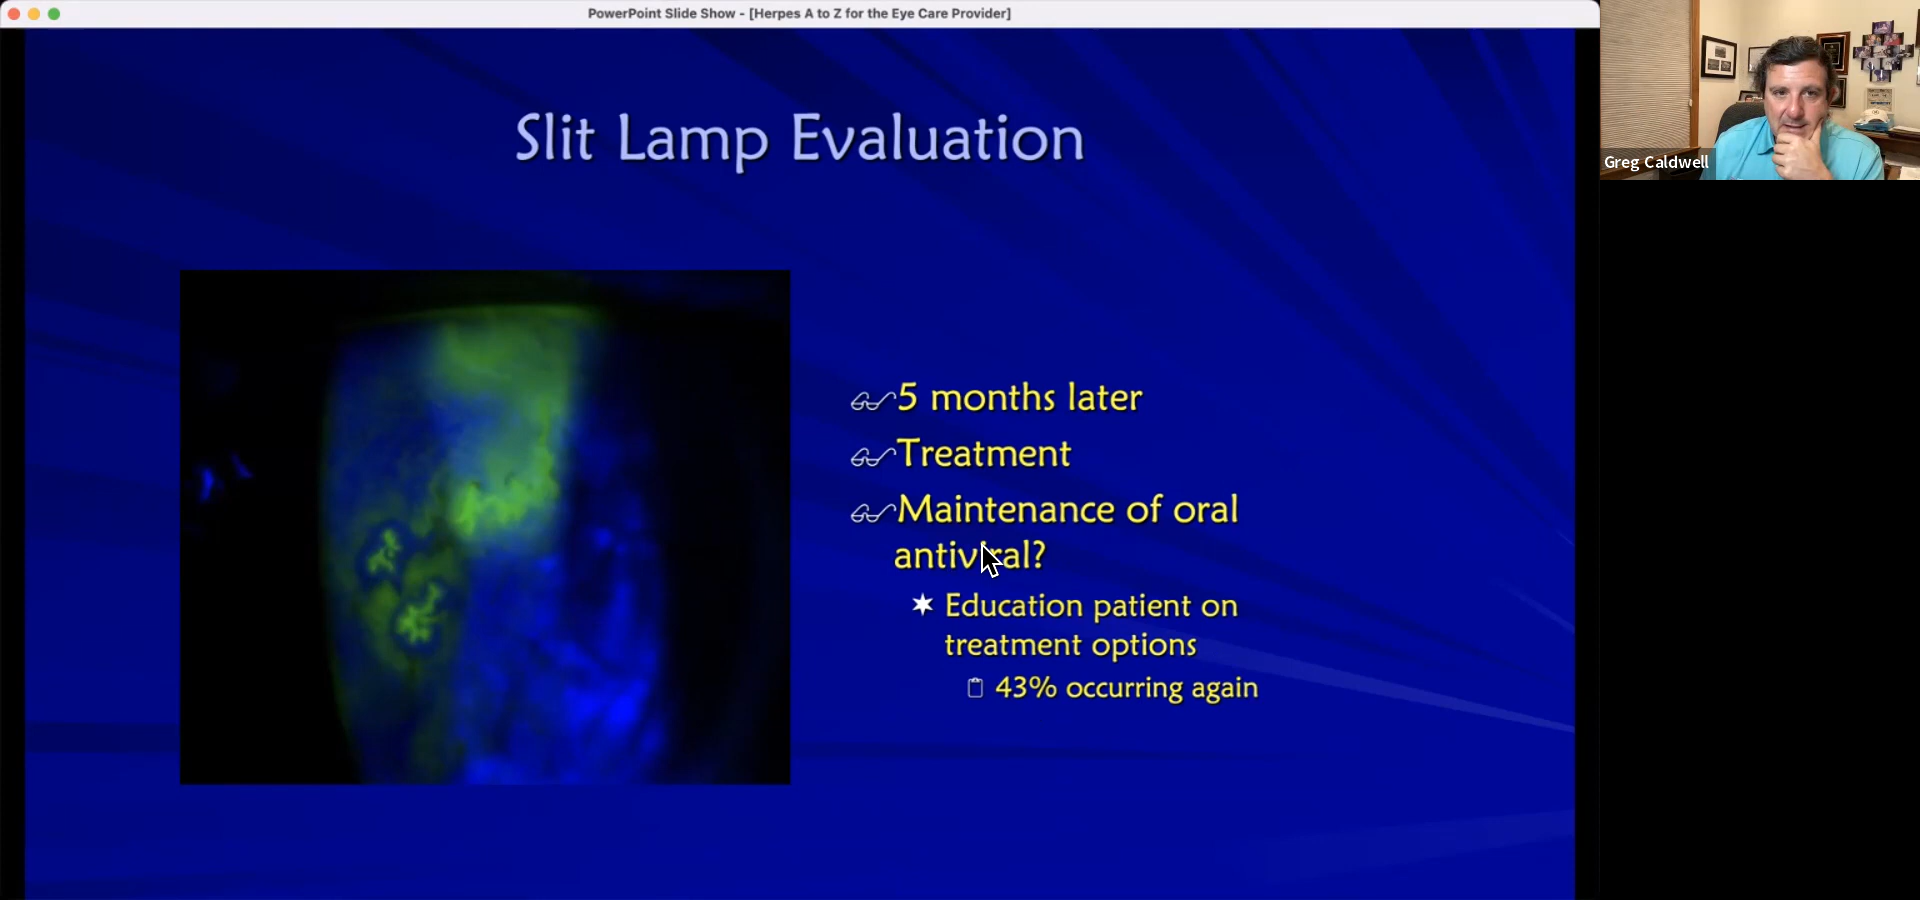 PowerPoint Slide Show - [Herpes A to Z for the Eye Care Provider]
Slit Lamp Evaluation
5 months later
Treatment
Maintenance of oral
antiviral?
Education patient on
treatment options
43% occurring again
Greg Caldwell